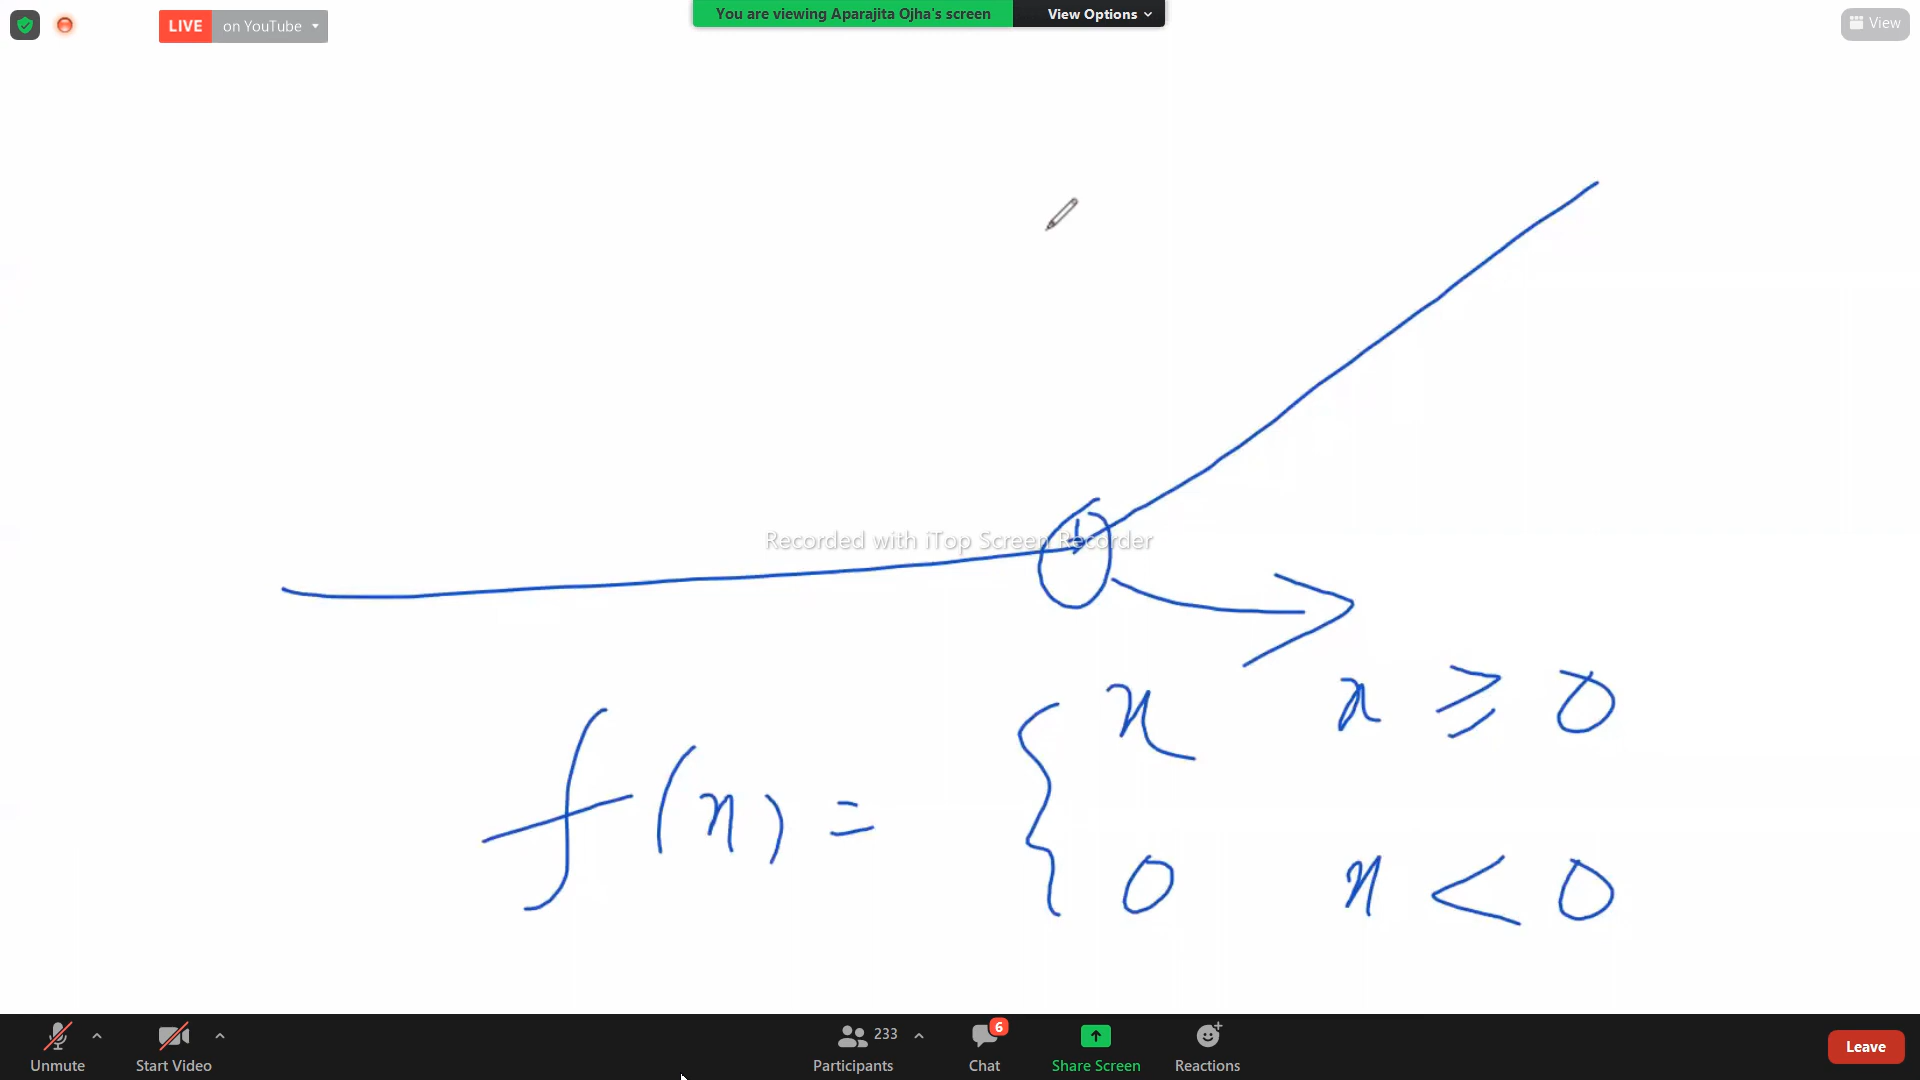 LIVE on YouTube
You are viewing Aparajita Ojha's screen View Options
View
Recorded with iTop Screen Recorder
f(x) = { x x ≥ 0
0 x < 0
Unmute Start Video Participants 233 Chat 6 Share Screen Reactions Leave